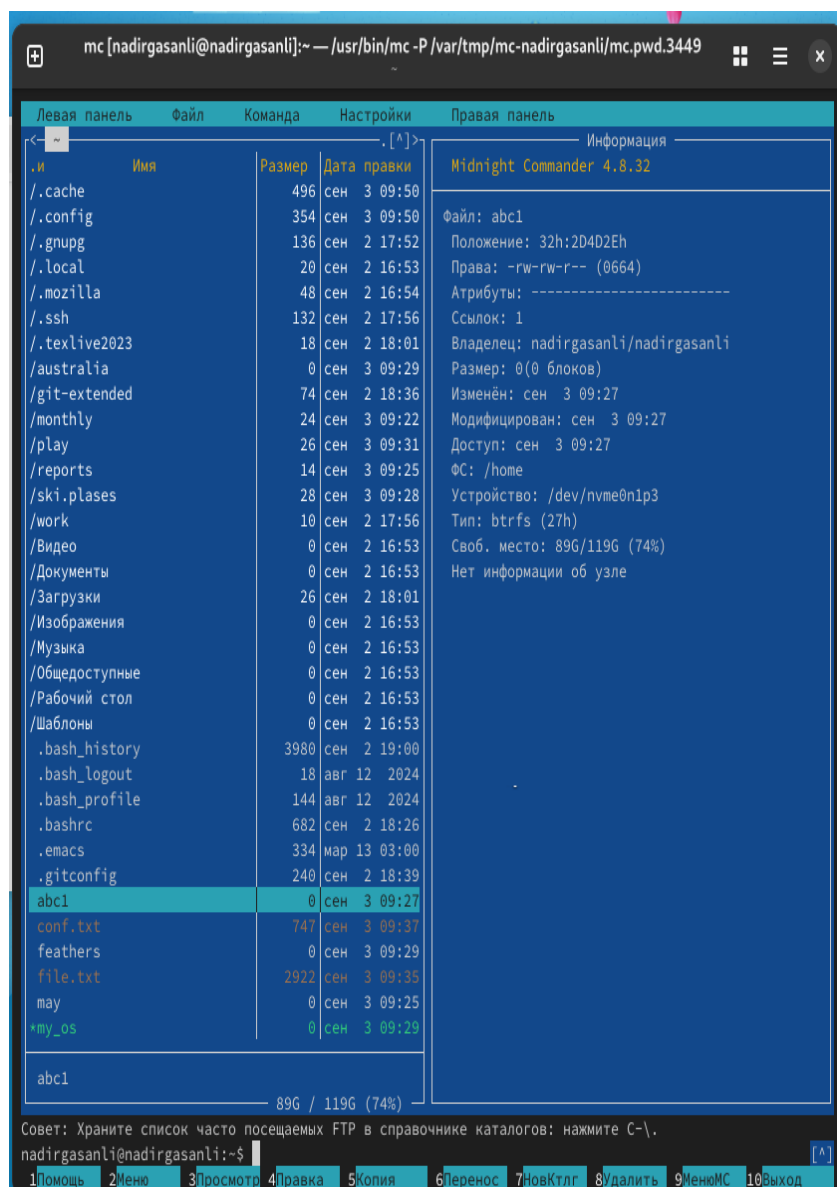 mc [nadirgasanli@nadirgasanli]:~ — /usr/bin/mc -P /var/tmp/mc-nadirgasanli/mc.pwd.3449
~
Левая панель Файл Команда Настройки Правая панель
<─ ~ .[^]>
.и Имя Размер Дата правки
/.cache 496 сен 3 09:50
/.config 354 сен 3 09:50
/.gnupg 136 сен 2 17:52
/.local 20 сен 2 16:53
/.mozilla 48 сен 2 16:54
/.ssh 132 сен 2 17:56
/.texlive2023 18 сен 2 18:01
/australia 0 сен 3 09:29
/git-extended 74 сен 2 18:36
/monthly 24 сен 3 09:22
/play 26 сен 3 09:31
/reports 14 сен 3 09:25
/ski.plases 28 сен 3 09:28
/work 10 сен 2 17:56
/Видео 0 сен 2 16:53
/Документы 0 сен 2 16:53
/Загрузки 26 сен 2 18:01
/Изображения 0 сен 2 16:53
/Музыка 0 сен 2 16:53
/Общедоступные 0 сен 2 16:53
/Рабочий стол 0 сен 2 16:53
/Шаблоны 0 сен 2 16:53
.bash_history 3980 сен 2 19:00
.bash_logout 18 авг 12 2024
.bash_profile 144 авг 12 2024
.bashrc 682 сен 2 18:26
.emacs 334 мар 13 03:00
.gitconfig 240 сен 2 18:39
abc1 0 сен 3 09:27
conf.txt 747 сен 3 09:37
feathers 0 сен 3 09:29
file.txt 2922 сен 3 09:35
may 0 сен 3 09:25
*my_os 0 сен 3 09:29
abc1
89G / 119G (74%)
Информация
Midnight Commander 4.8.32
Файл: abc1
Положение: 32h:2D4D2Eh
Права: -rw-rw-r-- (0664)
Атрибуты: -------------------------
Ссылок: 1
Владелец: nadirgasanli/nadirgasanli
Размер: 0(0 блоков)
Изменён: сен 3 09:27
Модифицирован: сен 3 09:27
Доступ: сен 3 09:27
ФС: /home
Устройство: /dev/nvme0n1p3
Тип: btrfs (27h)
Своб. место: 89G/119G (74%)
Нет информации об узле
Совет: Храните список часто посещаемых FTP в справочнике каталогов: нажмите C-\.
nadirgasanli@nadirgasanli:~$ [^]
1Помощь 2Меню 3Просмотр 4Правка 5Копия 6Перенос 7НовКтлг 8Удалить 9МенюМС 10Выход